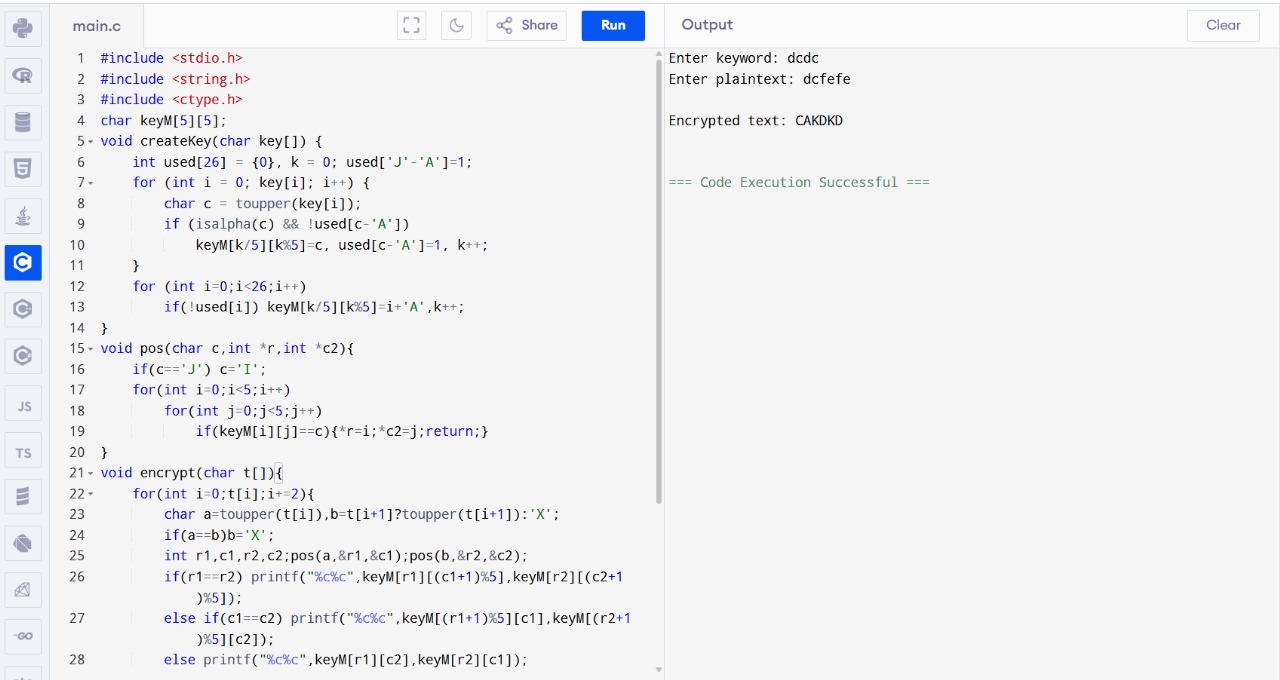 main.c
Share
Run
Output
Clear
1 #include <stdio.h>
2 #include <string.h>
3 #include <ctype.h>
4 char keyM[5][5];
5 void createKey(char key[]) {
6     int used[26] = {0}, k = 0; used['J'-'A']=1;
7     for (int i = 0; key[i]; i++) {
8         char c = toupper(key[i]);
9         if (isalpha(c) && !used[c-'A'])
10             keyM[k/5][k%5]=c, used[c-'A']=1, k++;
11     }
12     for (int i=0;i<26;i++)
13         if(!used[i]) keyM[k/5][k%5]=i+'A',k++;
14 }
15 void pos(char c,int *r,int *c2){
16     if(c=='J') c='I';
17     for(int i=0;i<5;i++)
18         for(int j=0;j<5;j++)
19             if(keyM[i][j]==c){*r=i;*c2=j;return;}
20 }
21 void encrypt(char t[]){
22     for(int i=0;t[i];i+=2){
23         char a=toupper(t[i]),b=t[i+1]?toupper(t[i+1]):'X';
24         if(a==b)b='X';
25         int r1,c1,r2,c2;pos(a,&r1,&c1);pos(b,&r2,&c2);
26         if(r1==r2) printf("%c%c",keyM[r1][(c1+1)%5],keyM[r2][(c2+1
)%5]);
27         else if(c1==c2) printf("%c%c",keyM[(r1+1)%5][c1],keyM[(r2+1
)%5][c2]);
28         else printf("%c%c",keyM[r1][c2],keyM[r2][c1]);
Enter keyword: dcdc
Enter plaintext: dcfefe
Encrypted text: CAKDKD
=== Code Execution Successful ===
R
5
JS
TS
GO